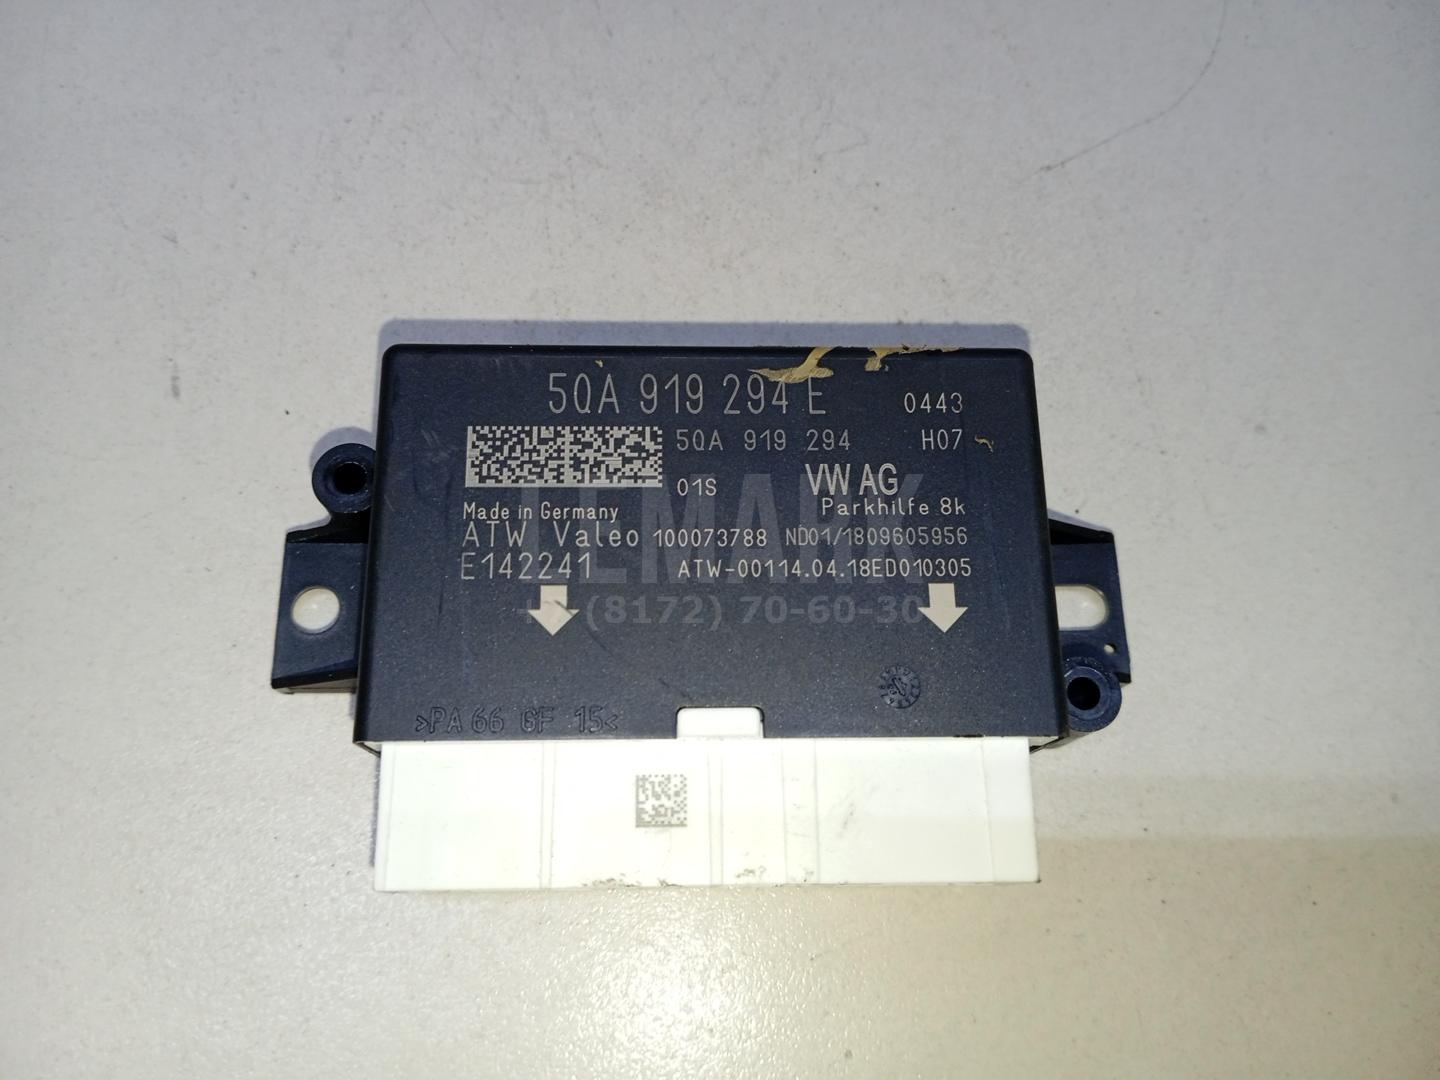 5QA 919 294 E 0443
5QA 919 294 H07
01S VW AG
Made in Germany Parkhilfe 8k
ATW Valeo 100073788 ND01/1809605956
E142241 ATW-00114.04.18ED010305
TEMARK
(8172) 70-60-30
>PA 66 GF 15<